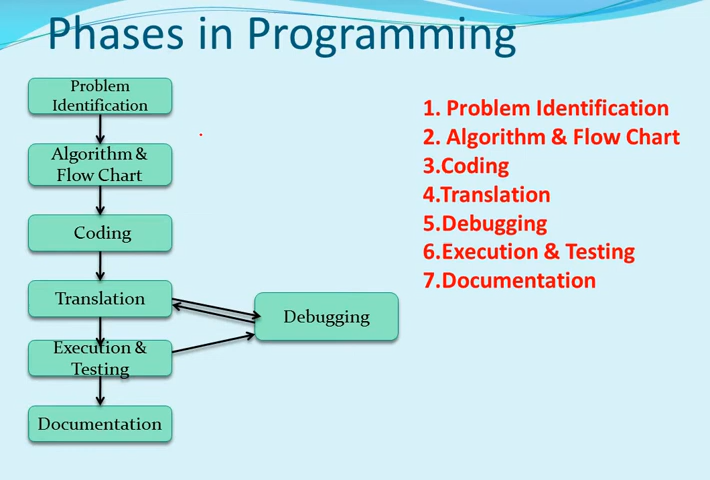 Phases in Programming
Problem
Identification
Algorithm &
Flow Chart
Coding
Translation
Debugging
Execution &
Testing
Documentation
1. Problem Identification
2. Algorithm & Flow Chart
3.Coding
4.Translation
5.Debugging
6.Execution & Testing
7.Documentation